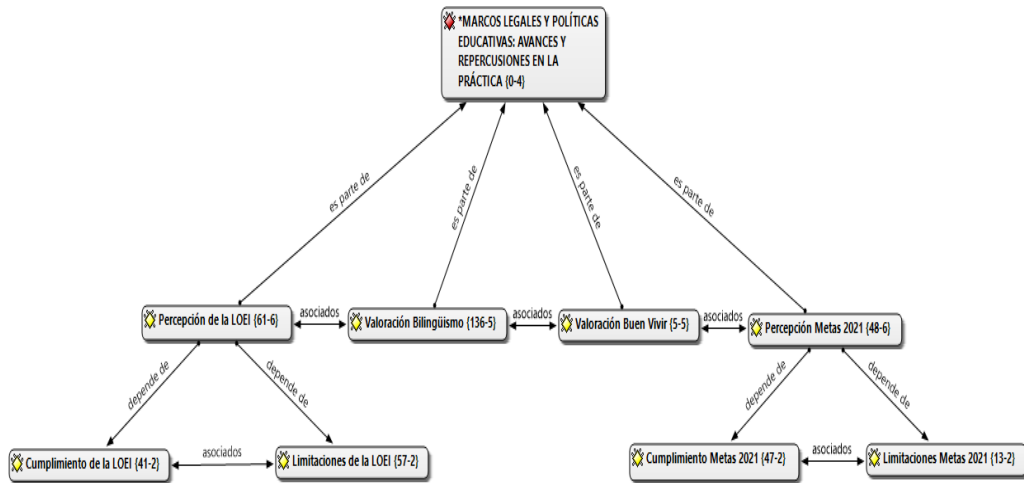 *MARCOS LEGALES Y POLÍTICAS
EDUCATIVAS: AVANCES Y
REPERCUSIONES EN LA
PRÁCTICA {0-4}
es parte de
es parte de
es parte de
es parte de
Percepción de la LOEI {61-6}
asociados
Valoración Bilingüismo {136-5}
asociados
Valoración Buen Vivir {5-5}
asociados
Percepción Metas 2021 {48-6}
depende de
depende de
depende de
depende de
Cumplimiento de la LOEI {41-2}
asociados
Limitaciones de la LOEI {57-2}
Cumplimiento Metas 2021 {47-2}
asociados
Limitaciones Metas 2021 {13-2}